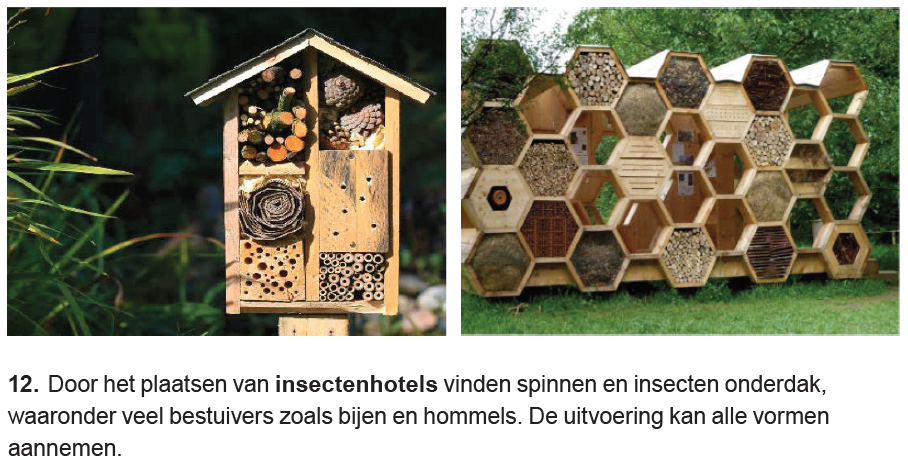 12. Door het plaatsen van insectenhotels vinden spinnen en insecten onderdak,
waaronder veel bestuivers zoals bijen en hommels. De uitvoering kan alle vormen
aannemen.